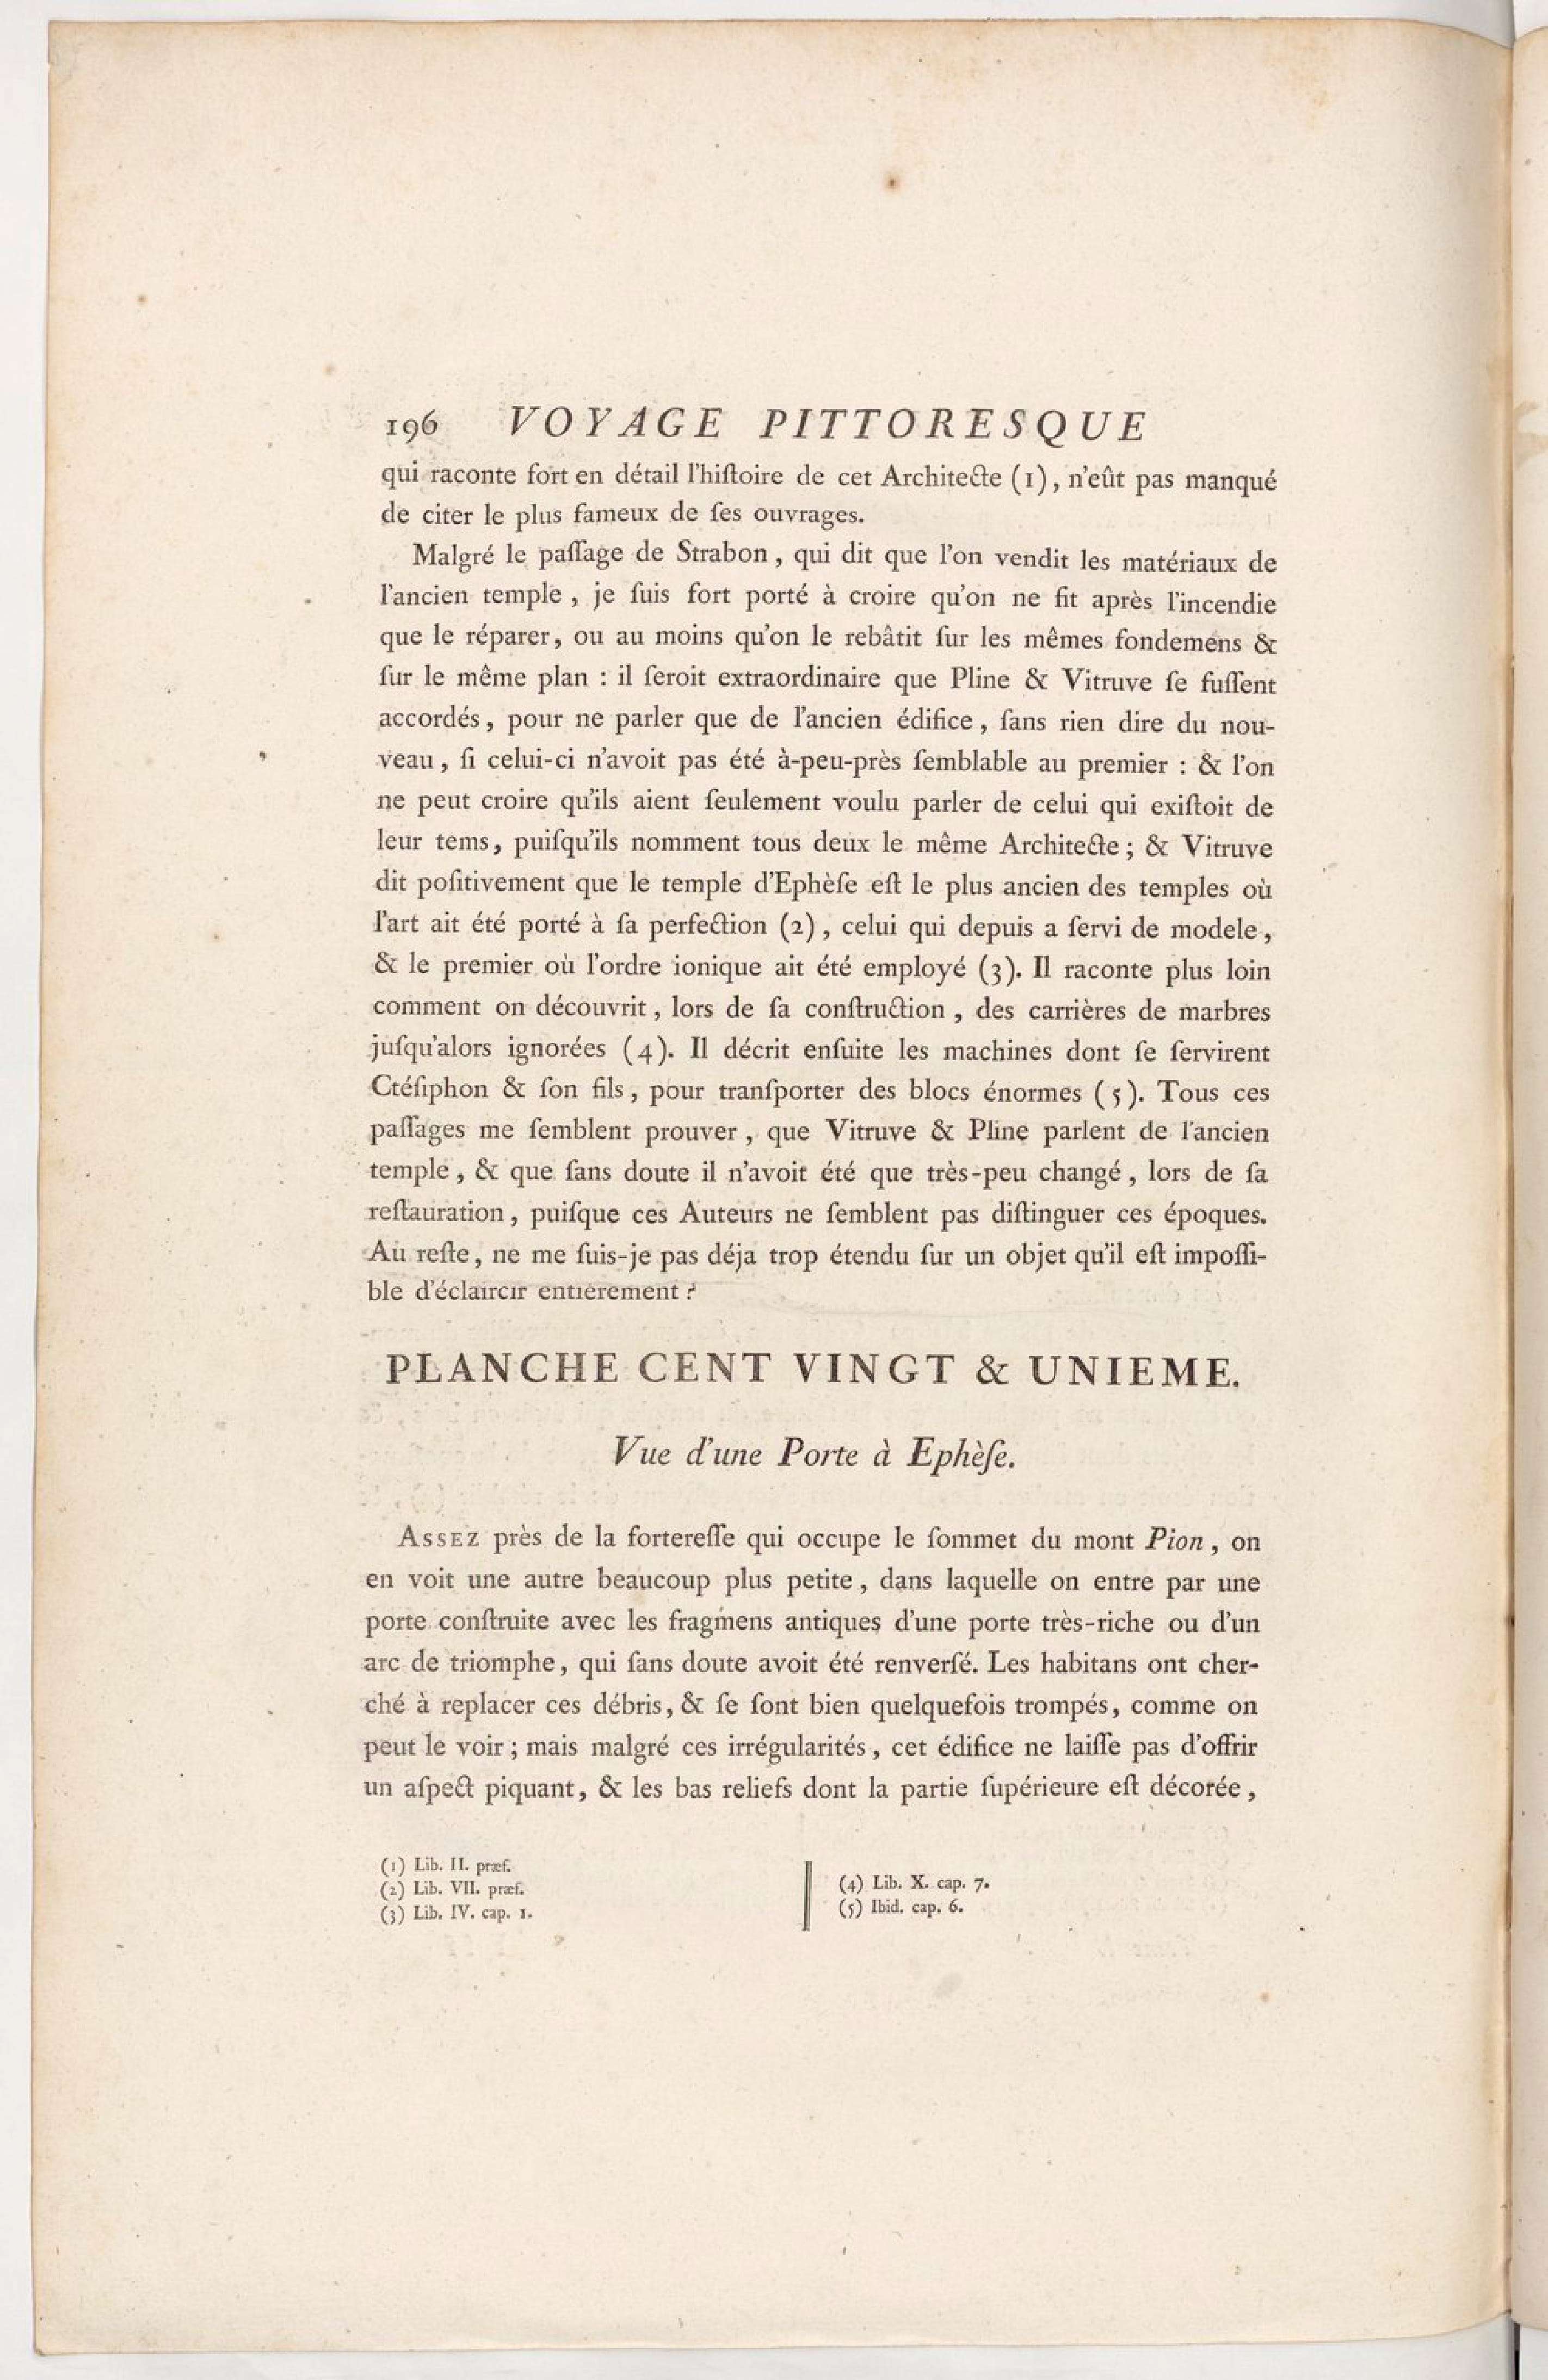 196 VOYAGE PITTORESQUE
qui raconte fort en détail l'hiſtoire de cet Architecte (1), n'eût pas manqué
de citer le plus fameux de ſes ouvrages.
Malgré le paſſage de Strabon, qui dit que l'on vendit les matériaux de
l'ancien temple, je ſuis fort porté à croire qu'on ne fit après l'incendie
que le réparer, ou au moins qu'on le rebâtit ſur les mêmes fondemens &
ſur le même plan : il ſeroit extraordinaire que Pline & Vitruve ſe fuſſent
accordés, pour ne parler que de l'ancien édifice, ſans rien dire du nou-
veau, ſi celui-ci n'avoit pas été à-peu-près ſemblable au premier : & l'on
ne peut croire qu'ils aient ſeulement voulu parler de celui qui exiſtoit de
leur tems, puiſqu'ils nomment tous deux le même Architecte ; & Vitruve
dit poſitivement que le temple d'Ephèſe eſt le plus ancien des temples où
l'art ait été porté à ſa perfection (2), celui qui depuis a ſervi de modele,
& le premier où l'ordre ionique ait été employé (3). Il raconte plus loin
comment on découvrit, lors de ſa conſtruction, des carrières de marbres
juſqu'alors ignorées (4). Il décrit enſuite les machines dont ſe ſervirent
Ctéſiphon & ſon fils, pour tranſporter des blocs énormes (5). Tous ces
paſſages me ſemblent prouver, que Vitruve & Pline parlent de l'ancien
temple, & que ſans doute il n'avoit été que très-peu changé, lors de ſa
reſtauration, puiſque ces Auteurs ne ſemblent pas diſtinguer ces époques.
Au reſte, ne me ſuis-je pas déja trop étendu ſur un objet qu'il eſt impoſſi-
ble d'éclaircir entièrement ?
PLANCHE CENT VINGT & UNIEME.
Vue d'une Porte à Ephèſe.
ASSEZ près de la fortereſſe qui occupe le ſommet du mont Pion, on
en voit une autre beaucoup plus petite, dans laquelle on entre par une
porte conſtruite avec les fragmens antiques d'une porte très-riche ou d'un
arc de triomphe, qui ſans doute avoit été renverſé. Les habitans ont cher-
ché à replacer ces débris, & ſe ſont bien quelquefois trompés, comme on
peut le voir ; mais malgré ces irrégularités, cet édifice ne laiſſe pas d'offrir
un aſpect piquant, & les bas reliefs dont la partie ſupérieure eſt décorée,
(1) Lib. II. præf.
(2) Lib. VII. præf.
(3) Lib. IV. cap. 1.
(4) Lib. X. cap. 7.
(5) Ibid. cap. 6.